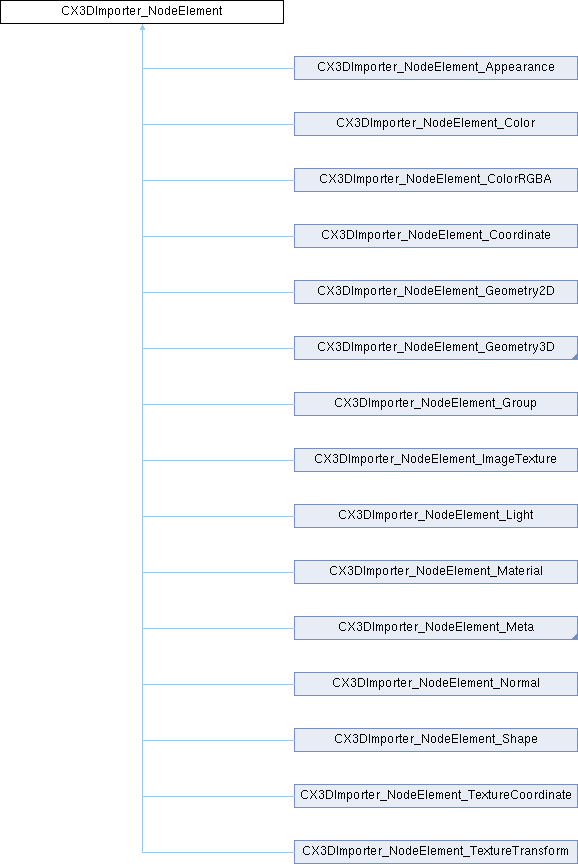 CX3DImporter_NodeElement
CX3DImporter_NodeElement_Appearance
CX3DImporter_NodeElement_Color
CX3DImporter_NodeElement_ColorRGBA
CX3DImporter_NodeElement_Coordinate
CX3DImporter_NodeElement_Geometry2D
CX3DImporter_NodeElement_Geometry3D
CX3DImporter_NodeElement_Group
CX3DImporter_NodeElement_ImageTexture
CX3DImporter_NodeElement_Light
CX3DImporter_NodeElement_Material
CX3DImporter_NodeElement_Meta
CX3DImporter_NodeElement_Normal
CX3DImporter_NodeElement_Shape
CX3DImporter_NodeElement_TextureCoordinate
CX3DImporter_NodeElement_TextureTransform